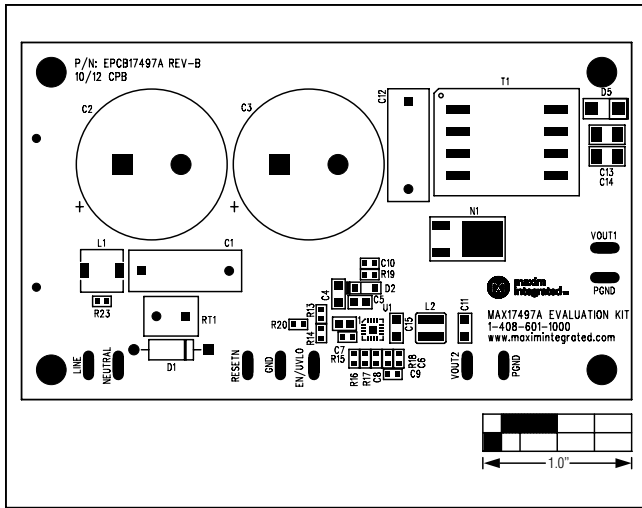 P/N: EPCB17497A REV-B
10/12 CPB
C2
C3
C12
T1
D5
C13
C14
N1
VOUT1
PGND
L1
C1
R23
RT1
D1
C10
R19
D2
C4
C5
R13
R14
R20
U1
C15
L2
C11
maxim
integrated™
MAX17497A EVALUATION KIT
1-408-601-1000
www.maximintegrated.com
LINE
NEUTRAL
RESETN
GND
EN/UVLO
C7
R15
R16
R17
C8
C9
R18
C6
VOUT2
PGND
1.0"